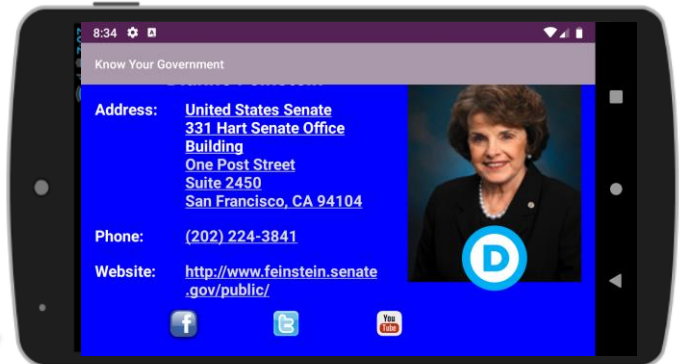 8:34
Know Your Government
Address:
United States Senate
331 Hart Senate Office
Building
One Post Street
Suite 2450
San Francisco, CA 94104
Phone:
(202) 224-3841
Website:
http://www.feinstein.senate
.gov/public/
D
f
t
You
Tube